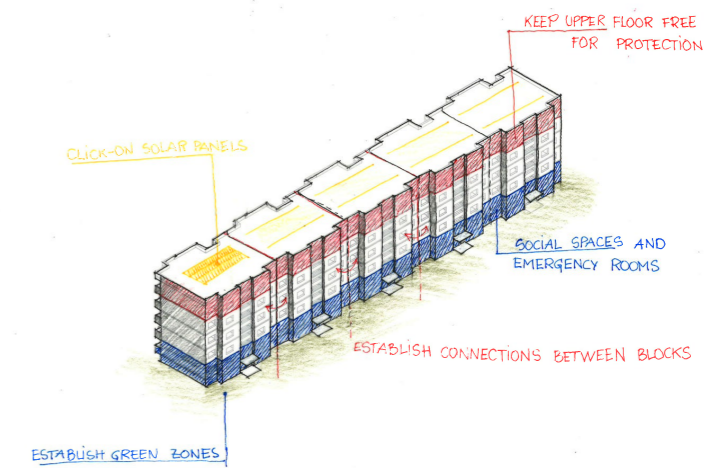 KEEP UPPER FLOOR FREE
FOR PROTECTION
CLICK-ON SOLAR PANELS
SOCIAL SPACES AND
EMERGENCY ROOMS
ESTABLISH CONNECTIONS BETWEEN BLOCKS
ESTABLISH GREEN ZONES